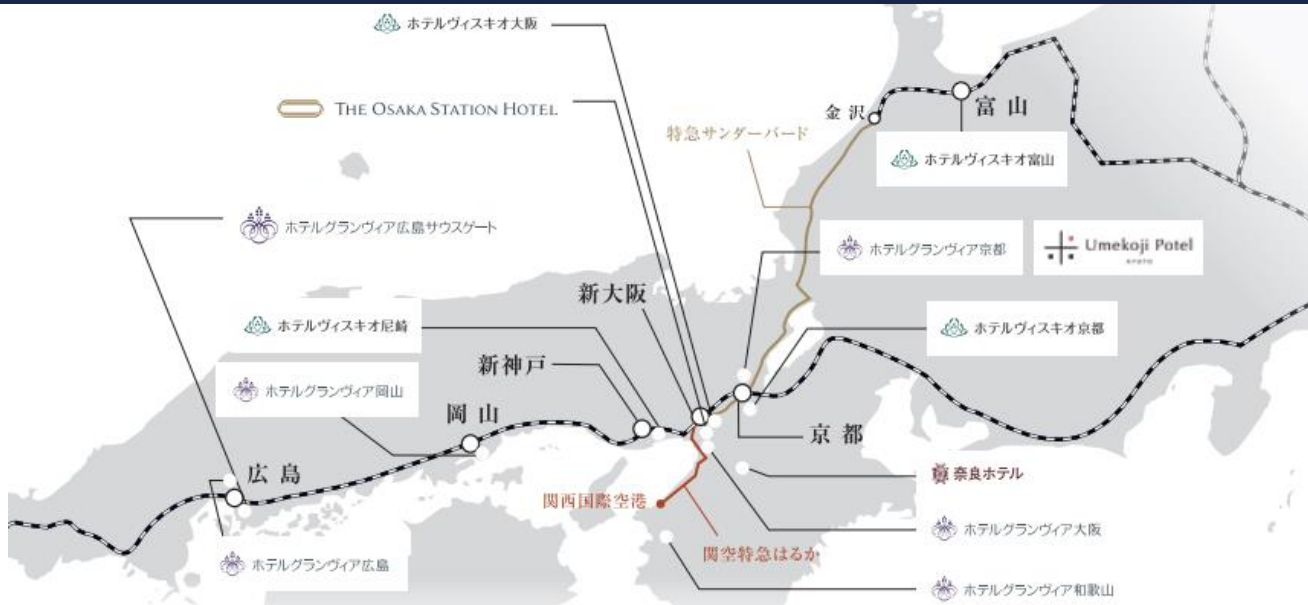 ホテルヴィスキオ大阪
THE OSAKA STATION HOTEL
金沢
富山
特急サンダーバード
ホテルヴィスキオ富山
ホテルグランヴィア広島サウスゲート
ホテルグランヴィア京都
Umekoji Potel
KYOTO
新大阪
ホテルヴィスキオ尼崎
ホテルヴィスキオ京都
新神戸
ホテルグランヴィア岡山
岡山
京都
広島
奈良ホテル
関西国際空港
ホテルグランヴィア大阪
関空特急はるか
ホテルグランヴィア広島
ホテルグランヴィア和歌山